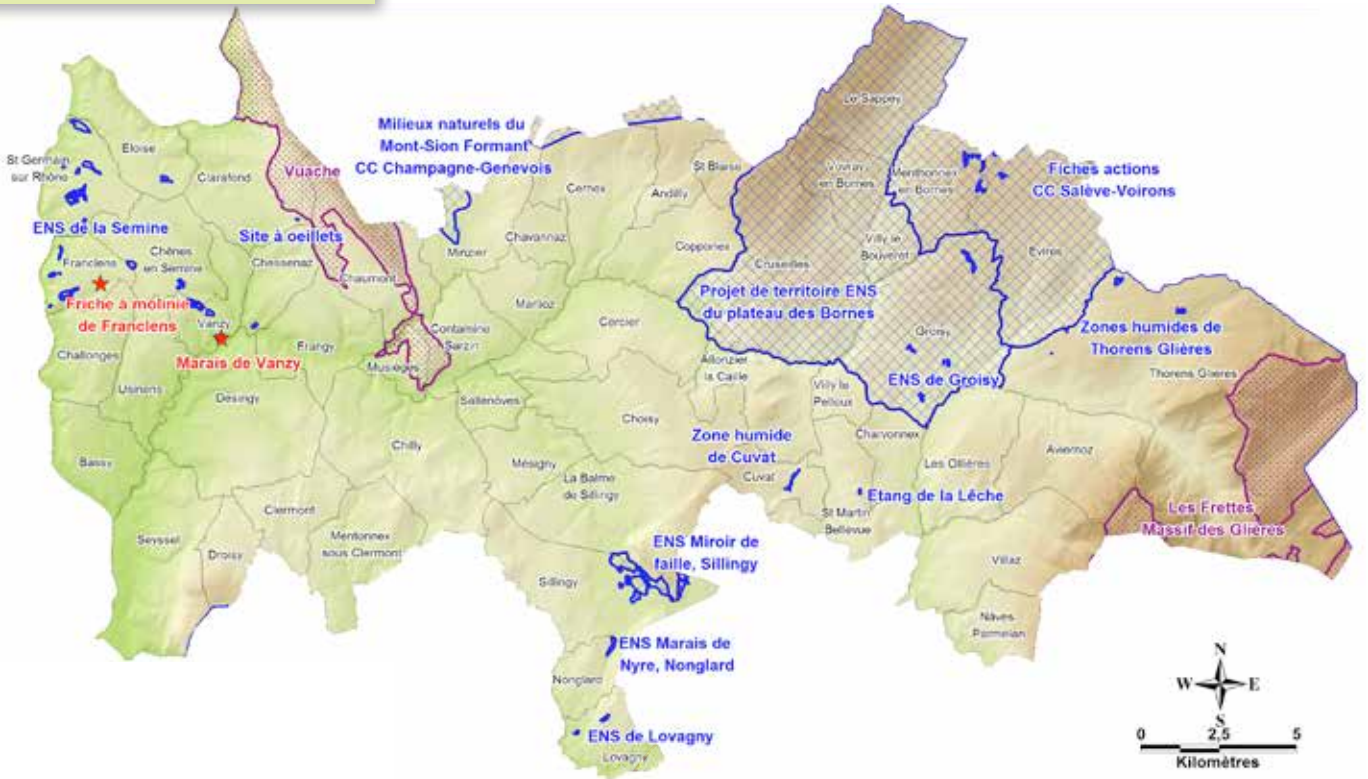 Le Sappey
Milieux naturels du
Mont-Sion Formant
CC Champagne-Genevois
Eloise
St Germain
sur Rhône
Clarafond
Vuache
St Blaise
Vovray
en Bornes
Menthonnex
en Bornes
Fiches actions
CC Salève-Voirons
Cernex
Andilly
ENS de la Semine
Site à oeillets
Minzier
Chavannaz
Copponex
Villy le
Bouveret
Evires
Franclens
Chênes
en Semine
Chessenaz
Chaumont
Cruseilles
Friche à molinie
de Franclens
Marlioz
Projet de territoire ENS
du plateau des Bornes
Vanzy
Contamine
Sarzin
Cercier
Groisy
Zones humides de
Thorens Glières
Challonges
Marais de Vanzy
Frangy
Musièges
Allonzier
la Caille
ENS de Groisy
Thorens Glières
Usinens
Desingy
Sallenôves
Villy le
Pelloux
Choisy
Zone humide
de Cuvat
Charvonnex
Chilly
Bassy
Mésigny
La Balme
de Sillingy
Cuvat
Les Ollières
Aviernoz
Etang de la Lêche
St Martin
Bellevue
Les Frettes
Massif des Glières
Clermont
Seyssel
Droisy
Mentonnex
sous Clermont
ENS Miroir de
faille, Sillingy
Sillingy
Villaz
Nâves
Parmelan
ENS Marais de
Nyre, Nonglard
Nonglard
ENS de Lovagny
Lovagny
N
W E
S
0 2,5 5
Kilomètres